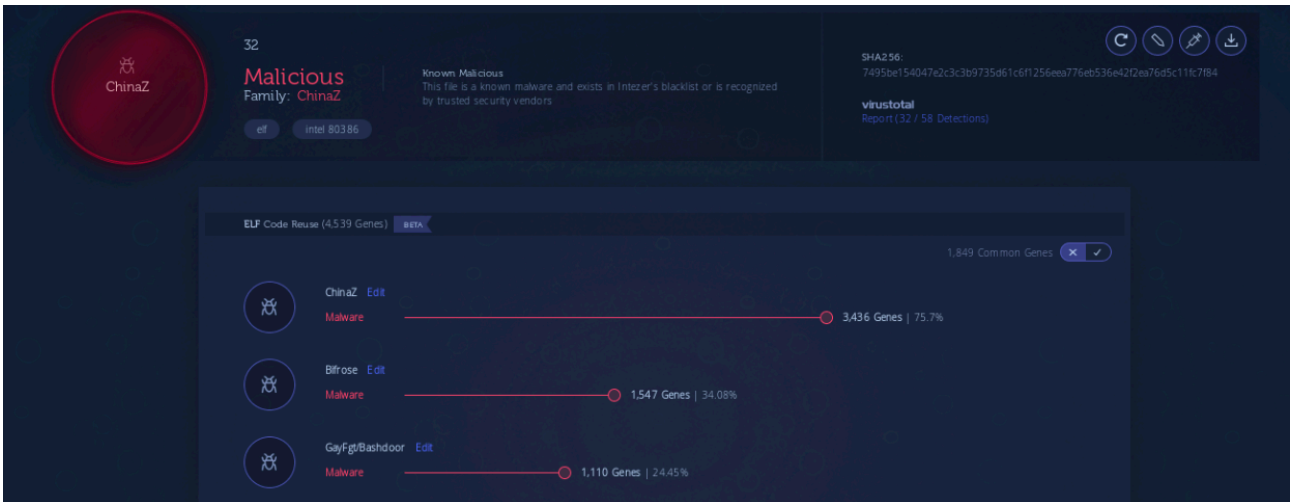 ChinaZ
32
Malicious
Family: ChinaZ
elf
intel 80386
Known Malicious
This file is a known malware and exists in Intezer's blacklist or is recognized
by trusted security vendors
SHA256:
7495be154047e2c3c3b9735d61c6f1256eea776eb536e42f2ea76d5c11fc7f84
virustotal
Report (32 / 58 Detections)
ELF Code Reuse (4,539 Genes) BETA
1,849 Common Genes
ChinaZ Edit
Malware
3,436 Genes | 75.7%
Bifrose Edit
Malware
1,547 Genes | 34.08%
GayFgt/Bashdoor Edit
Malware
1,110 Genes | 24.45%